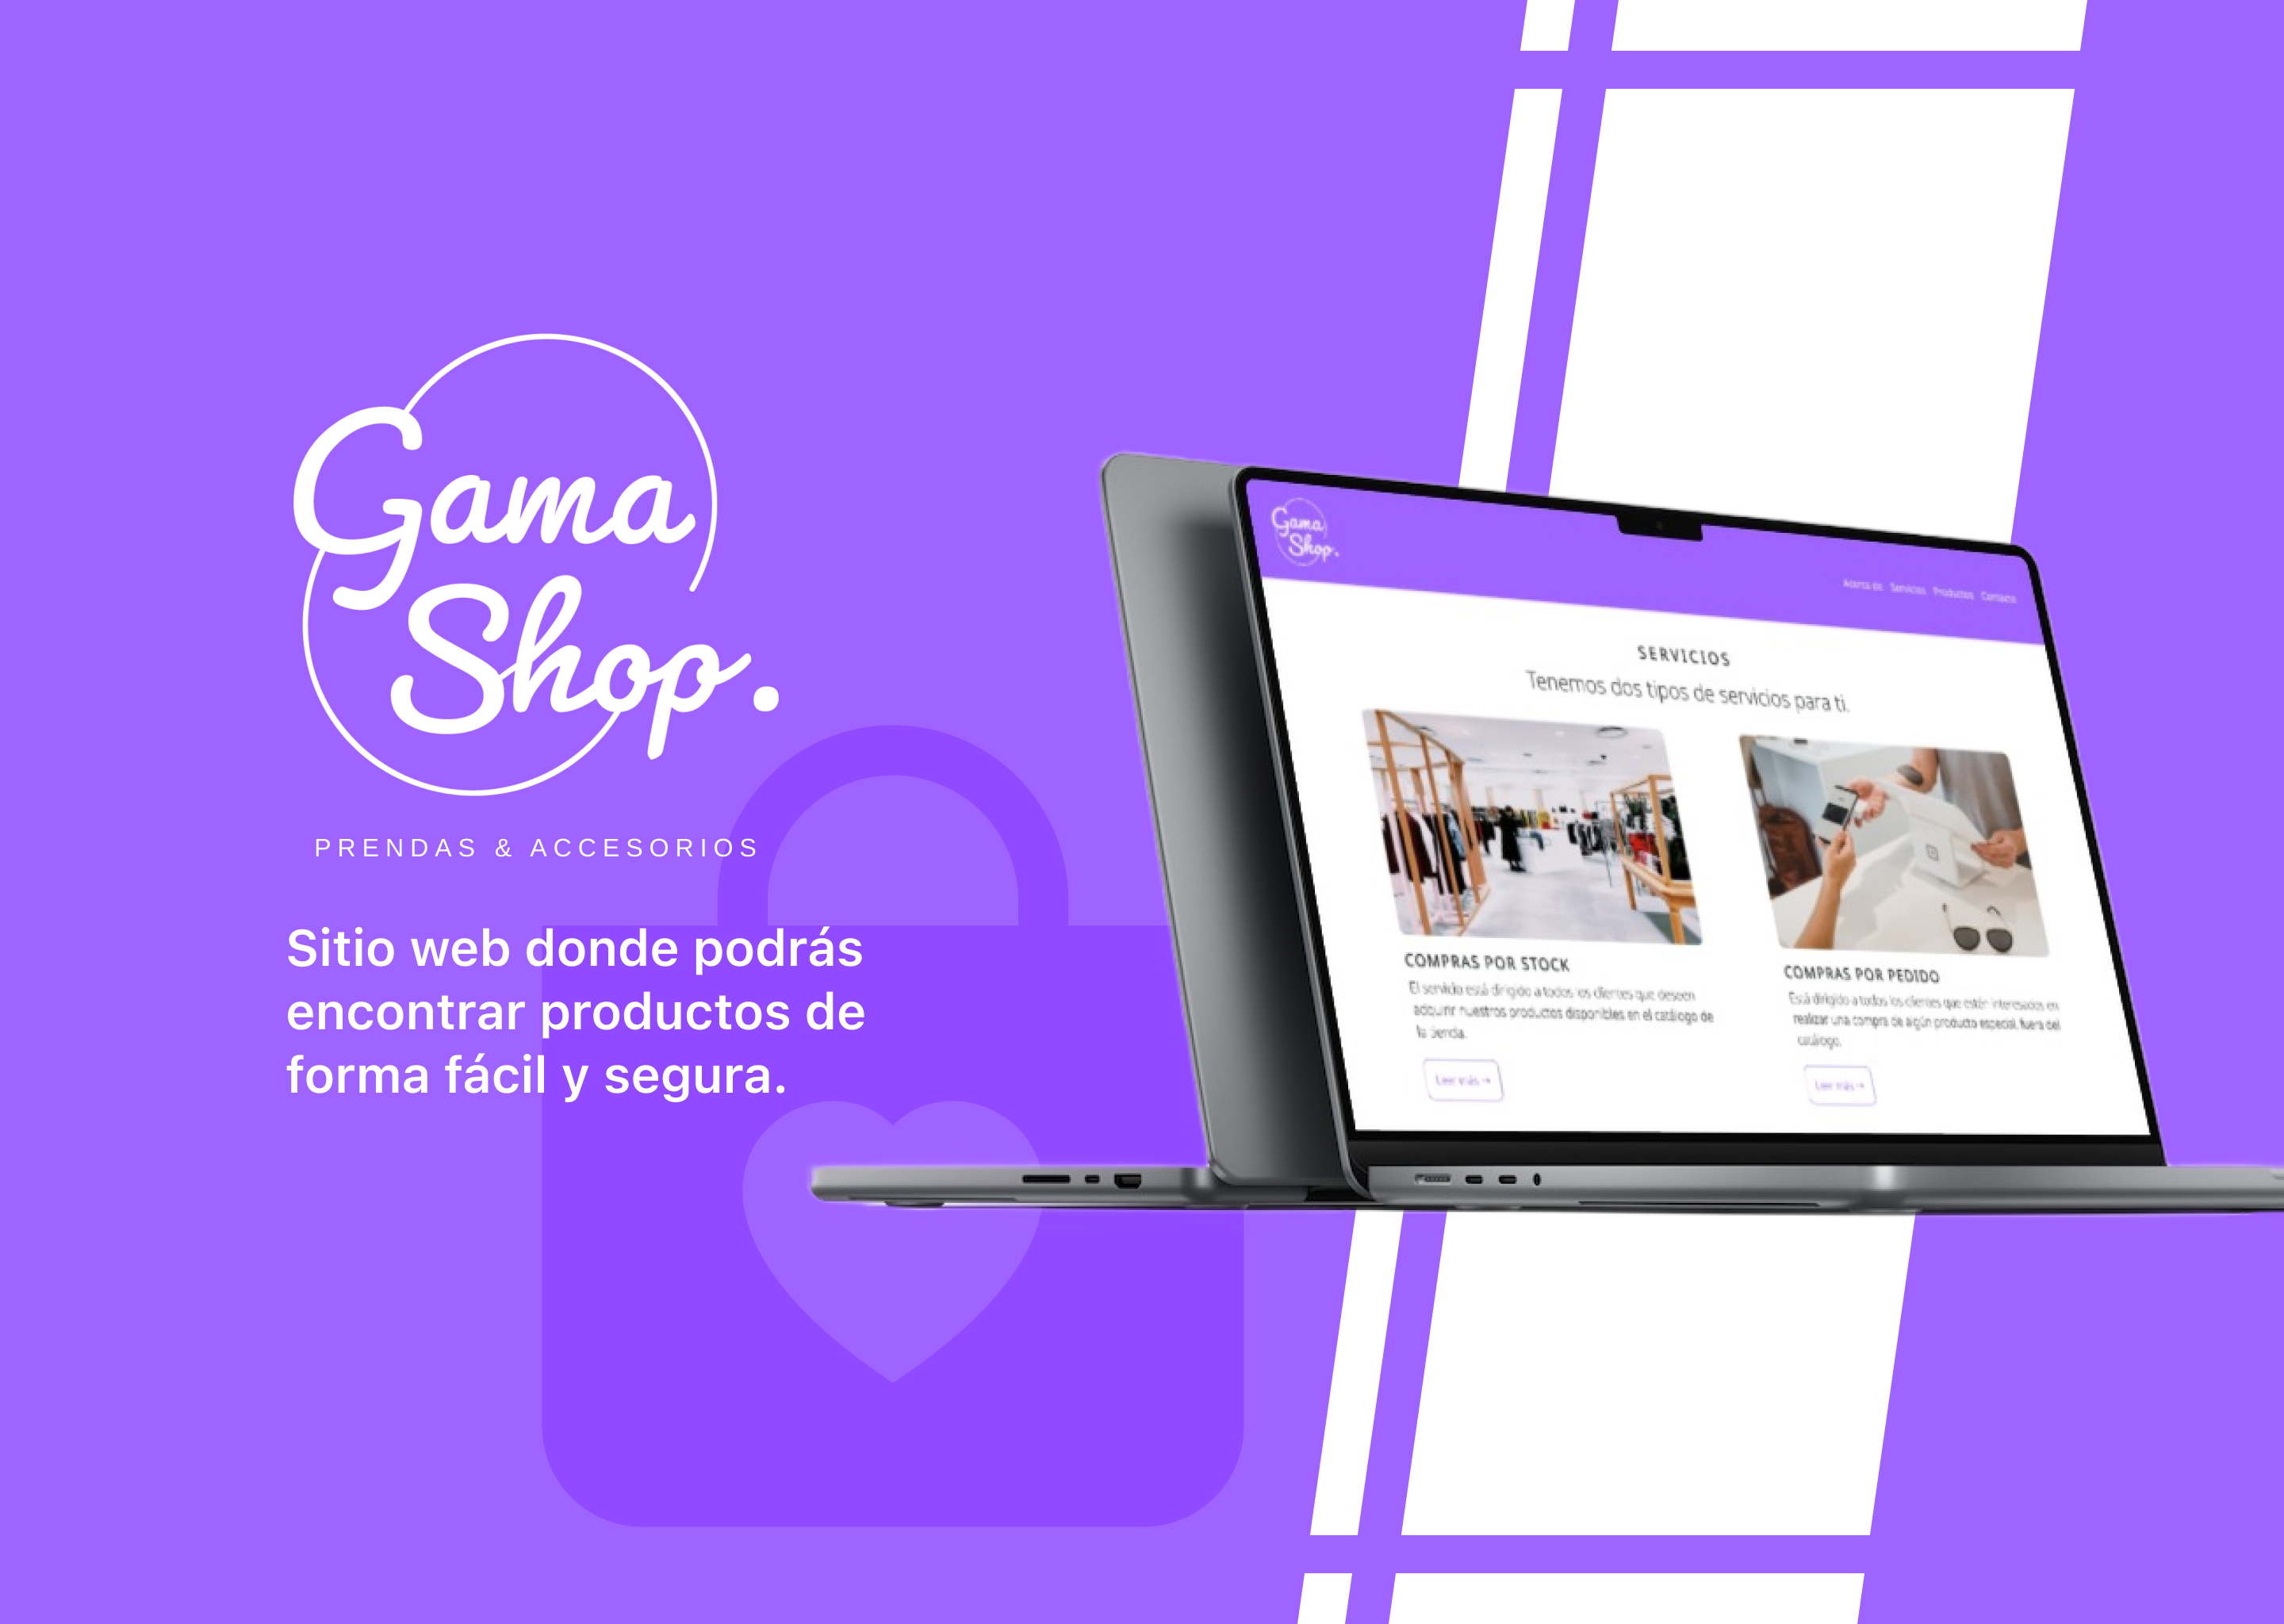 Gama
Shop.
PRENDAS & ACCESORIOS
Sitio web donde podrás
encontrar productos de
forma fácil y segura.
Gama
Shop.
Acerca de Servicios Productos Contacto
SERVICIOS
Tenemos dos tipos de servicios para ti.
COMPRAS POR STOCK
El servicio está dirigido a todos los clientes que deseen
adquirir nuestros productos disponibles en el catálogo de
la tienda.
Leer más →
COMPRAS POR PEDIDO
Está dirigido a todos los clientes que estén interesados en
realizar una compra de algún producto especial, fuera del
catálogo.
Leer más →